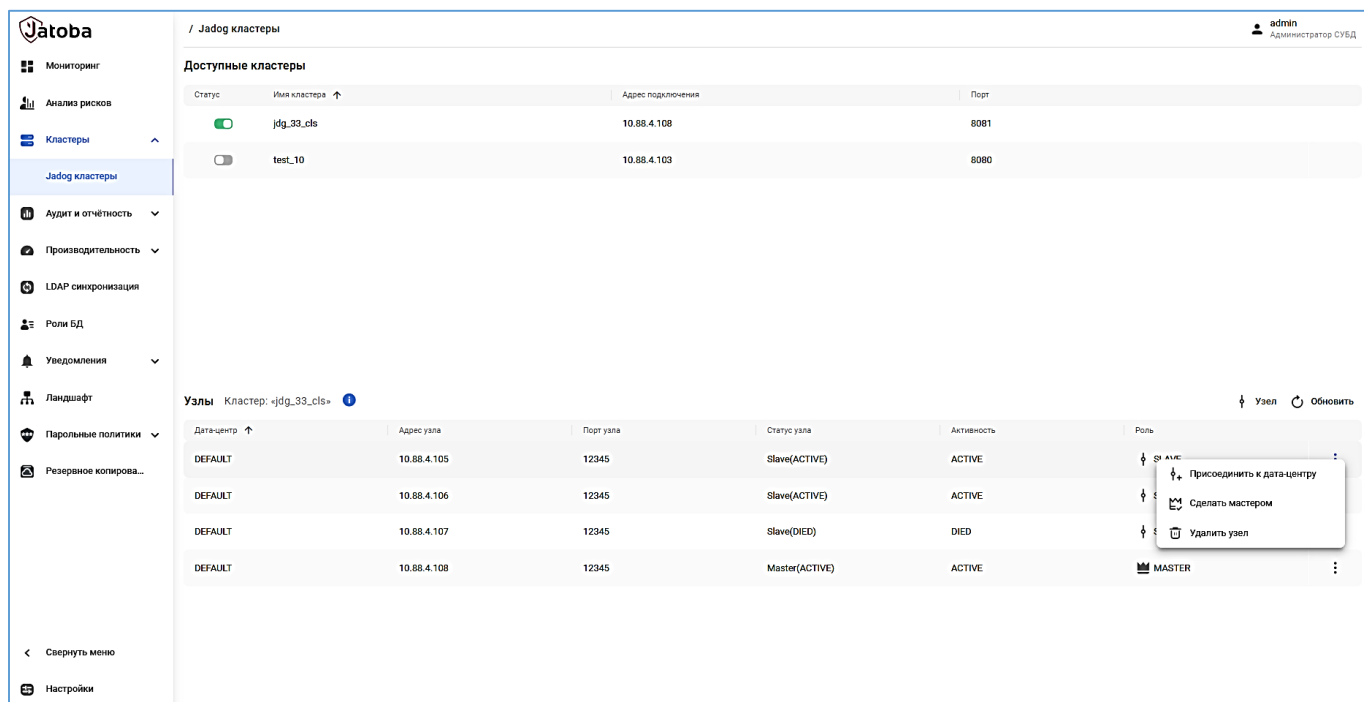 Jatoba
/ Jadog кластеры
admin
Администратор СУБД
Мониторинг
Анализ рисков
Кластеры
Jadog кластеры
Аудит и отчётность
Производительность
LDAP синхронизация
Роли БД
Уведомления
Ландшафт
Парольные политики
Резервное копирова...
Свернуть меню
Настройки
Доступные кластеры
Статус Имя кластера Адрес подключения Порт
jdg_33_cls 10.88.4.108 8081
test_10 10.88.4.103 8080
Узлы Кластер: «jdg_33_cls» Узел Обновить
Дата-центр Адрес узла Порт узла Статус узла Активность Роль
DEFAULT 10.88.4.105 12345 Slave(ACTIVE) ACTIVE SLAVE
DEFAULT 10.88.4.106 12345 Slave(ACTIVE) ACTIVE
DEFAULT 10.88.4.107 12345 Slave(DIED) DIED
DEFAULT 10.88.4.108 12345 Master(ACTIVE) ACTIVE MASTER
Присоединить к дата-центру
Сделать мастером
Удалить узел